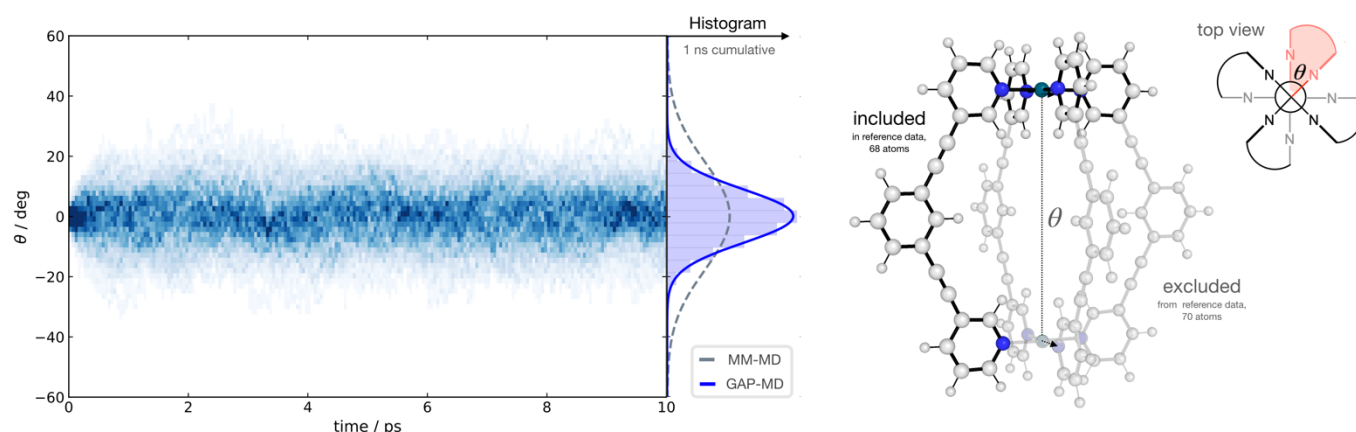 Histogram
1 ns cumulative
60
40
20
0
−20
−40
−60
θ / deg
0
2
4
6
8
10
time / ps
MM-MD
GAP-MD
included
in reference data,
68 atoms
θ
excluded
from reference data,
70 atoms
top view
N
N
θ
N
N
N
N
N
N